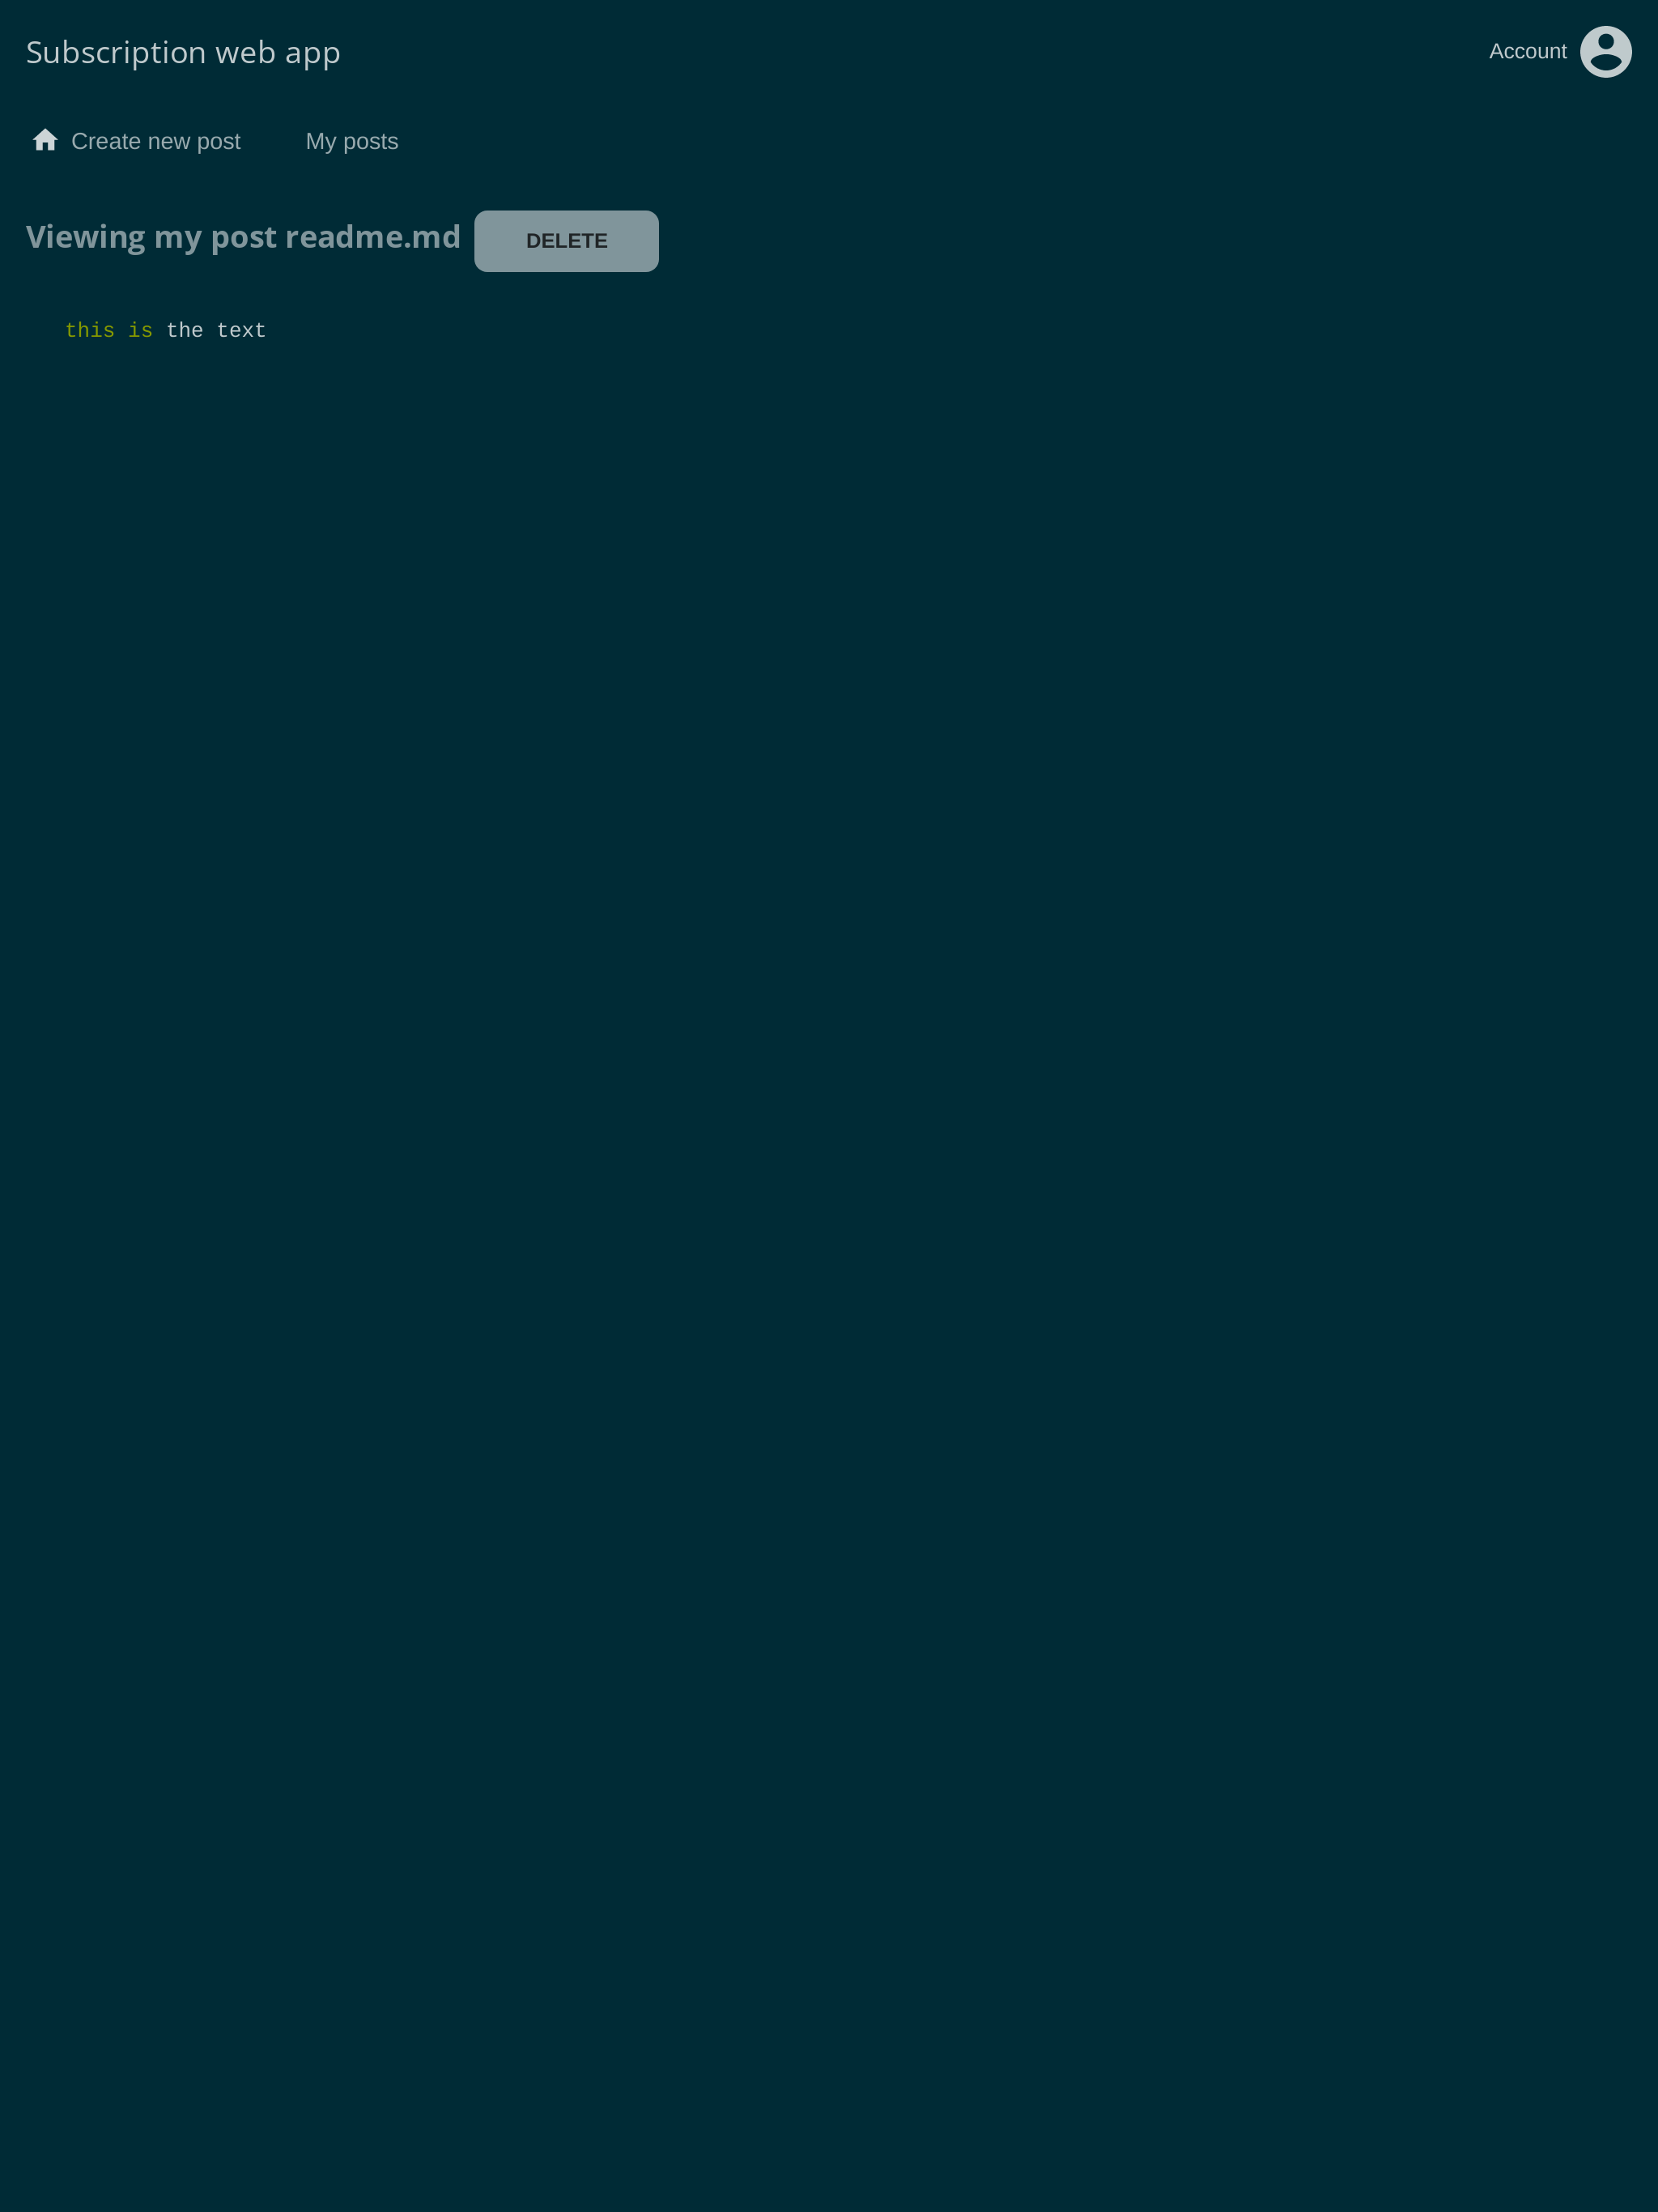 Subscription web app
Account
Create new post
My posts
Viewing my post readme.md
DELETE
this is the text